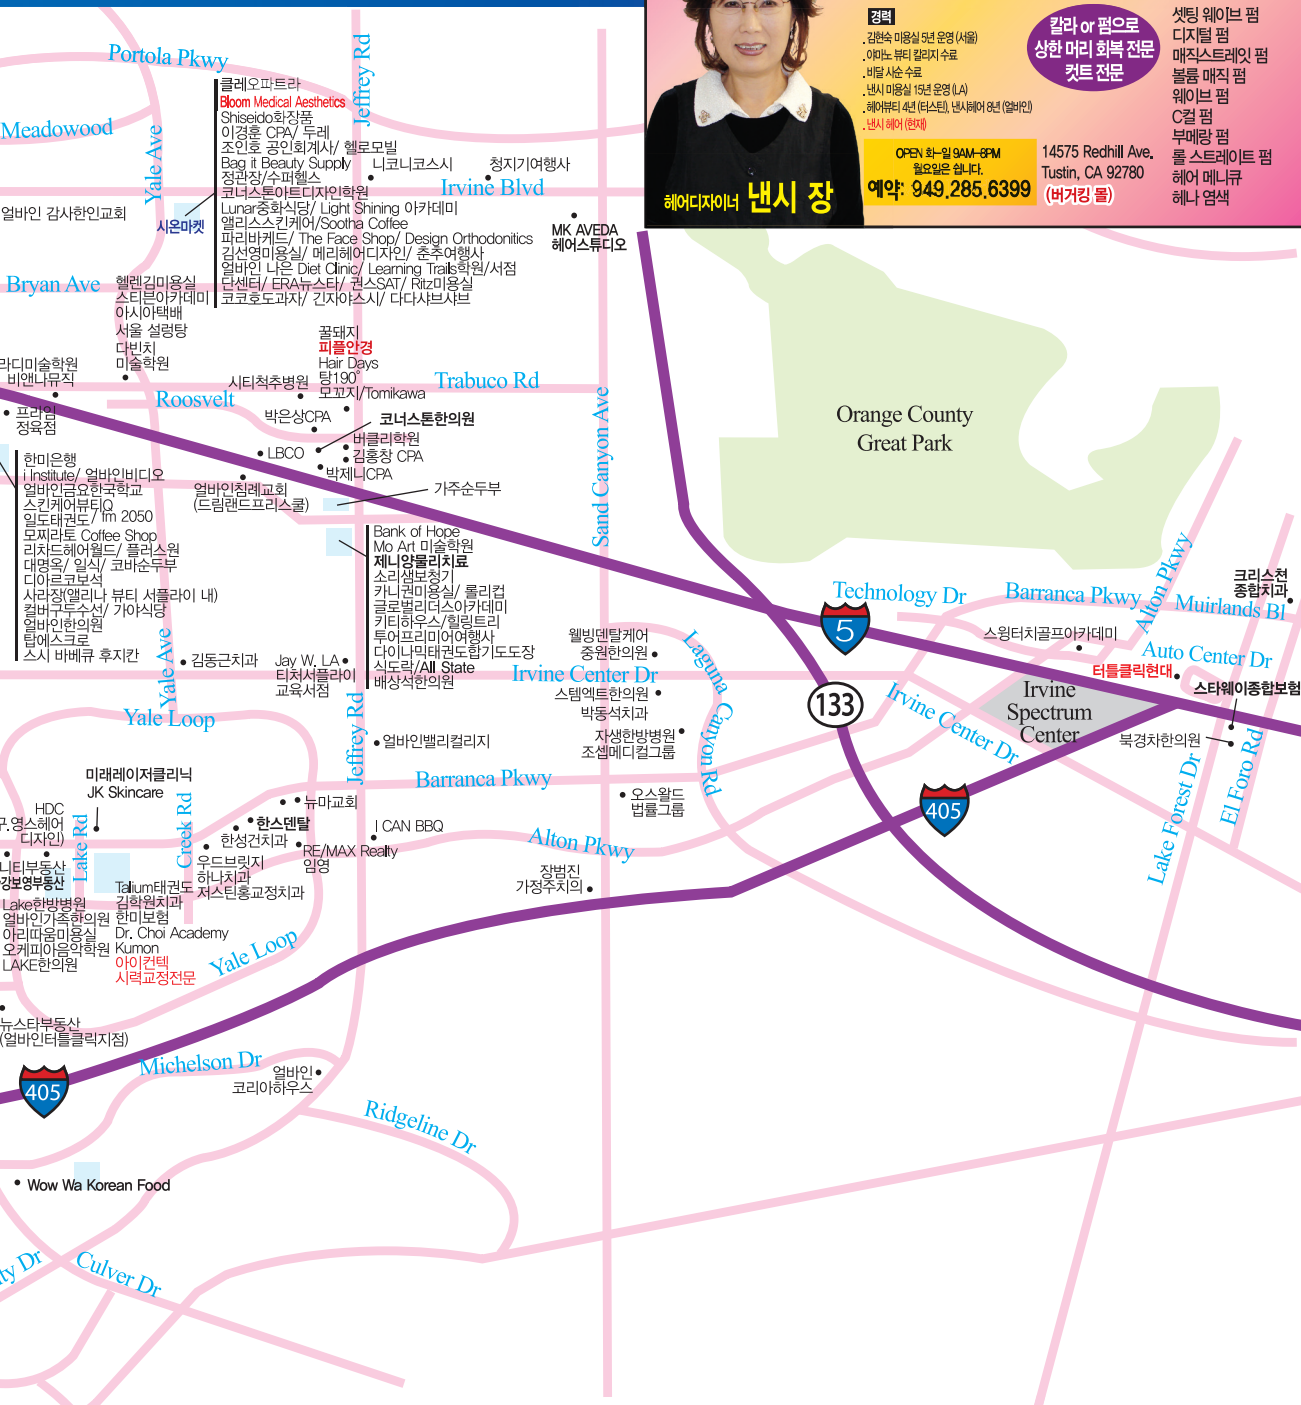 경력
. 김현숙 미용실 5년 운영 (서울)
. 야마노 뷰티 칼리지 수료
. 비달 사순 수료
. 낸시 미용실 15년 운영 (LA)
. 헤어뷰티 4년 (터스틴), 낸시헤어 8년 (얼바인)
. 낸시 헤어 (현재)
칼라 or 펌으로
상한 머리 회복 전문
컷트 전문
셋팅 웨이브 펌
디지털 펌
매직스트레잇 펌
볼륨 매직 펌
웨이브 펌
C컬 펌
부메랑 펌
롤 스트레이트 펌
헤어 메니큐
헤나 염색
OPEN 화-일 9AM-8PM
월요일은 쉽니다.
예약: 949.285.6399
14575 Redhill Ave.
Tustin, CA 92780
(버거킹 몰)
헤어디자이너 낸시 장
Portola Pkwy
Jeffrey Rd
Meadowood
Yale Ave
클레오파트라
Bloom Medical Aesthetics
Shiseido화장품
이경훈 CPA/ 두레
조인호 공인회계사/ 헬로모빌
Bag it Beauty Supply
정관장/수퍼헬스
코너스톤아트디자인학원
Lunar중화식당/ Light Shining 아카데미
앨리스스킨케어/Sootha Coffee
파리바케드/ The Face Shop/ Design Orthodonitics
김선영미용실/ 메리헤어디자인/ 춘추여행사
얼바인 나은 Diet Clinic/ Learning Trails학원/서점
단센터/ ERA뉴스타/ 권스SAT/ Ritz미용실
코코호도과자/ 긴자야스시/ 다다샤브샤브
니코니코스시
청지기여행사
Irvine Blvd
얼바인 감사한인교회
시온마켓
MK AVEDA
헤어스튜디오
Bryan Ave
헬렌김미용실
스티븐아카데미
아시아택배
서울 설렁탕
다빈치
미술학원
꿀돼지
피플안경
Hair Days
탕190°
모꼬지/Tomikawa
라디미술학원
비앤나뮤직
시티척추병원
Trabuco Rd
Roosvelt
Sand Canyon Ave
프라임
정육점
박은상CPA
코너스톤한의원
버클리학원
LBCO
김홍창 CPA
박제니CPA
Orange County
Great Park
한미은행
i Institute/ 얼바인비디오
얼바인금요한국학교
스킨케어뷰티Q
일도태권도/ fm 2050
모찌라토 Coffee Shop
리차드헤어월드/ 플러스원
대명옥/ 일식/ 코바순두부
디아르코보석
사라장(앨리나 뷰티 서플라이 내)
컬버구두수선/ 가야식당
얼바인한의원
탑에스크로
스시 바베큐 후지칸
얼바인침례교회
(드림랜드프리스쿨)
가주순두부
Bank of Hope
Mo Art 미술학원
제니양물리치료
소리샘보청기
카니권미용실/ 롤리컵
글로벌리더스아카데미
키티하우스/힐링트리
투어프리미어여행사
다이나믹태권도합기도도장
식도락/All State
배상석한의원
Alton Pkwy
Technology Dr
Barranca Pkwy
크리스천
종합치과
Muirlands Bl
5
스윙터치골프아카데미
Auto Center Dr
Yale Ave
김동근치과
Jay W. LA
티처서플라이
교육서점
웰빙덴탈케어
중원한의원
Irvine Center Dr
Laguna Canyon Rd
터틀클릭현대
스타웨이종합보험
Jeffrey Rd
스템엑트한의원
박동석치과
133
Irvine Center Dr
Irvine
Spectrum
Center
Yale Loop
얼바인밸리컬리지
자생한방병원
조셉메디컬그룹
북경차한의원
미래레이저클리닉
JK Skincare
Barranca Pkwy
El Foro Rd
Lake Forest Dr
HDC
구.영스헤어
디자인)
Lake Rd
Creek Rd
뉴마교회
한스덴탈
한성건치과
I CAN BBQ
오스왈드
법률그룹
405
RE/MAX Reality
임영
Alton Pkwy
니티부동산
강보영부동산
우드브릿지
하나치과
저스틴홍교정치과
장범진
가정주치의
Lake한방병원
얼바인가족한의원
아리따움미용실
오케피아음악학원
LAKE한의원
Talium태권도
김학원치과
한미보험
Dr. Choi Academy
Kumon
아이컨텍
시력교정전문
Yale Loop
뉴스타부동산
(얼바인터틀클릭지점)
405
Michelson Dr
얼바인
코리아하우스
Ridgeline Dr
Wow Wa Korean Food
ty Dr
Culver Dr